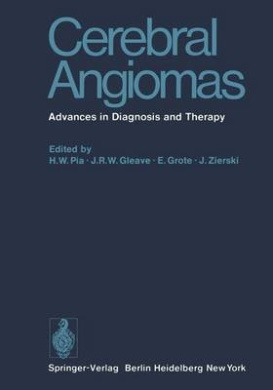 Cerebral
Angiomas
Advances in Diagnosis and Therapy
Edited by
H.W. Pia · J.R.W. Gleave · E. Grote · J. Zierski
Springer-Verlag Berlin Heidelberg New York